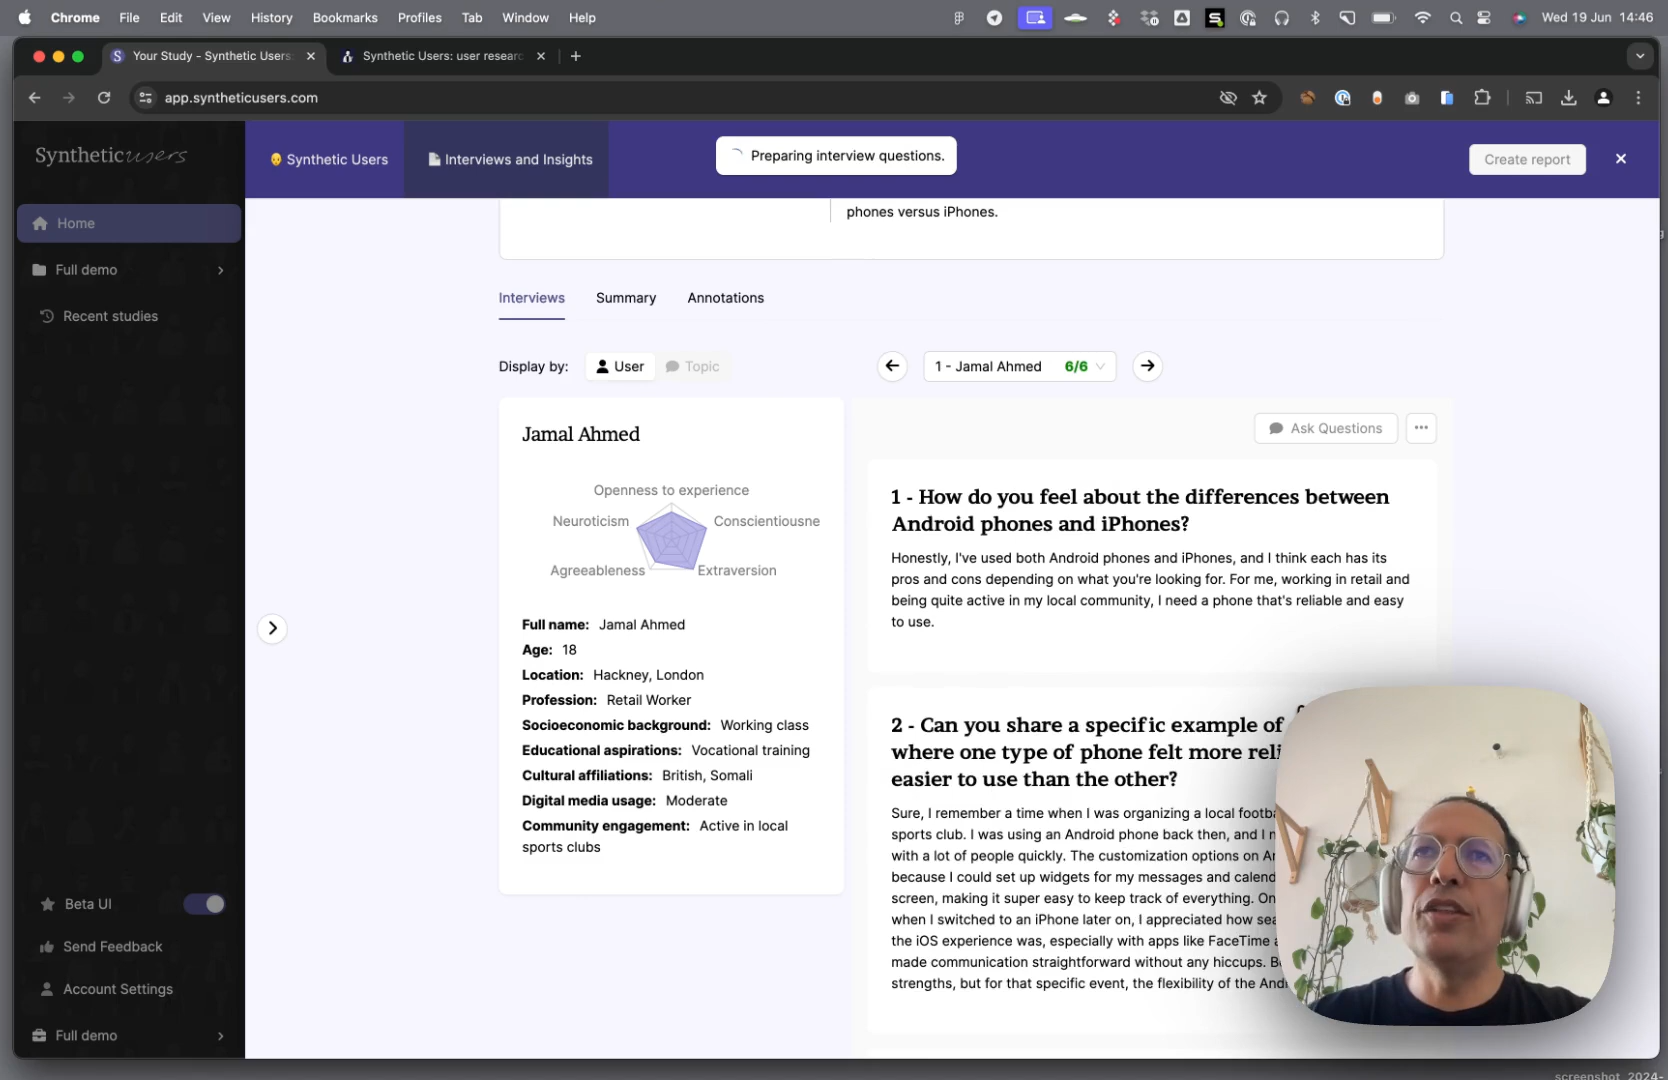 Chrome File Edit View History Bookmarks Profiles Tab Window Help Wed 19 Jun 14:46
Your Study - Synthetic Users: Synthetic Users: user researc
app.syntheticusers.com
Synthetic users
Synthetic Users Interviews and Insights Preparing interview questions. Create report
Home
Full demo
Recent studies
phones versus iPhones.
Interviews Summary Annotations
Display by: User Topic 1 - Jamal Ahmed 6/6
Jamal Ahmed
Openness to experience
Neuroticism Conscientiousne
Agreeableness Extraversion
Full name: Jamal Ahmed
Age: 18
Location: Hackney, London
Profession: Retail Worker
Socioeconomic background: Working class
Educational aspirations: Vocational training
Cultural affiliations: British, Somali
Digital media usage: Moderate
Community engagement: Active in local
sports clubs
Ask Questions
1 - How do you feel about the differences between
Android phones and iPhones?
Honestly, I've used both Android phones and iPhones, and I think each has its
pros and cons depending on what you're looking for. For me, working in retail and
being quite active in my local community, I need a phone that's reliable and easy
to use.
2 - Can you share a specific example of
where one type of phone felt more reli
easier to use than the other?
Sure, I remember a time when I was organizing a local footba
sports club. I was using an Android phone back then, and I n
with a lot of people quickly. The customization options on A
because I could set up widgets for my messages and calend
screen, making it super easy to keep track of everything. On
when I switched to an iPhone later on, I appreciated how sea
the iOS experience was, especially with apps like FaceTime
made communication straightforward without any hiccups. B
strengths, but for that specific event, the flexibility of the And
Beta UI
Send Feedback
Account Settings
Full demo
screenshot_2024-